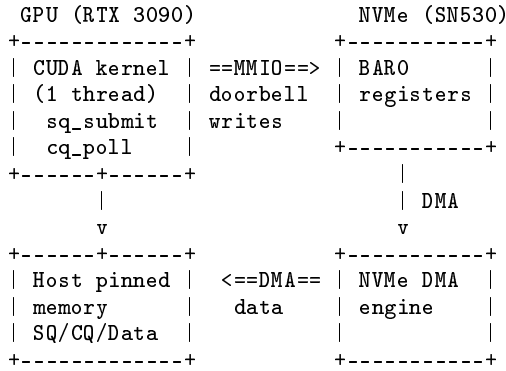 GPU (RTX 3090)          NVMe (SN530)
CUDA kernel ==MMIO==> BAR0
(1 thread) doorbell registers
sq_submit writes
cq_poll
DMA
v v
Host pinned <==DMA== NVMe DMA
memory data engine
SQ/CQ/Data